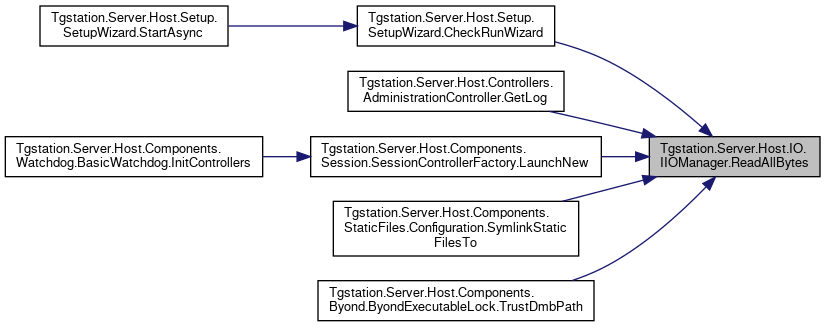 Tgstation.Server.Host.Setup.
SetupWizard.StartAsync
Tgstation.Server.Host.Setup.
SetupWizard.CheckRunWizard
Tgstation.Server.Host.Controllers.
AdministrationController.GetLog
Tgstation.Server.Host.Components.
Watchdog.BasicWatchdog.InitControllers
Tgstation.Server.Host.Components.
Session.SessionControllerFactory.LaunchNew
Tgstation.Server.Host.IO.
IIOManager.ReadAllBytes
Tgstation.Server.Host.Components.
StaticFiles.Configuration.SymlinkStatic
FilesTo
Tgstation.Server.Host.Components.
Byond.ByondExecutableLock.TrustDmbPath